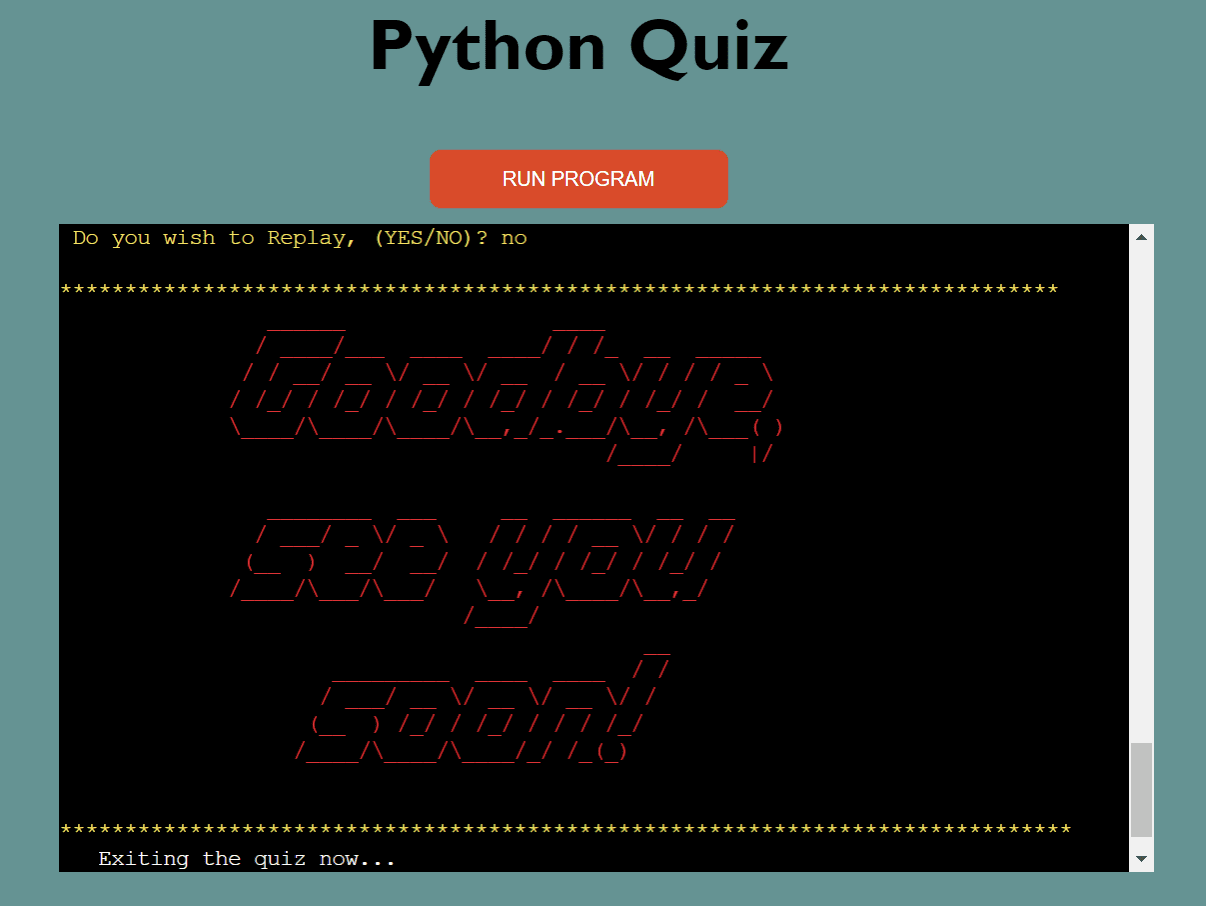 Python Quiz
RUN PROGRAM
Do you wish to Replay, (YES/NO)? no
*****************************************************************************
Goodbye,
see you
soon!
******************************************************************************
Exiting the quiz now...